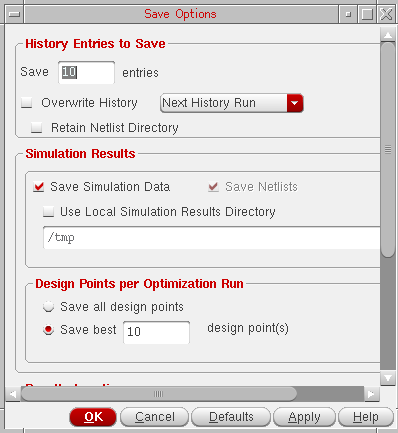 Save Options
History Entries to Save
Save 10 entries
Overwrite History Next History Run
Retain Netlist Directory
Simulation Results
Save Simulation Data Save Netlists
Use Local Simulation Results Directory
/tmp
Design Points per Optimization Run
Save all design points
Save best 10 design point(s)
OK Cancel Defaults Apply Help